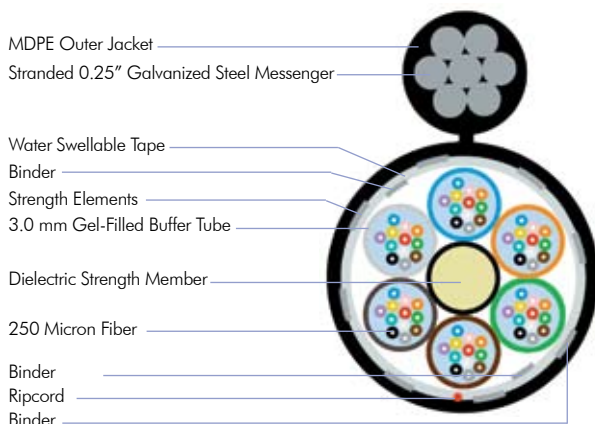 MDPE Outer Jacket
Stranded 0.25” Galvanized Steel Messenger
Water Swellable Tape
Binder
Strength Elements
3.0 mm Gel-Filled Buffer Tube
Dielectric Strength Member
250 Micron Fiber
Binder
Ripcord
Binder